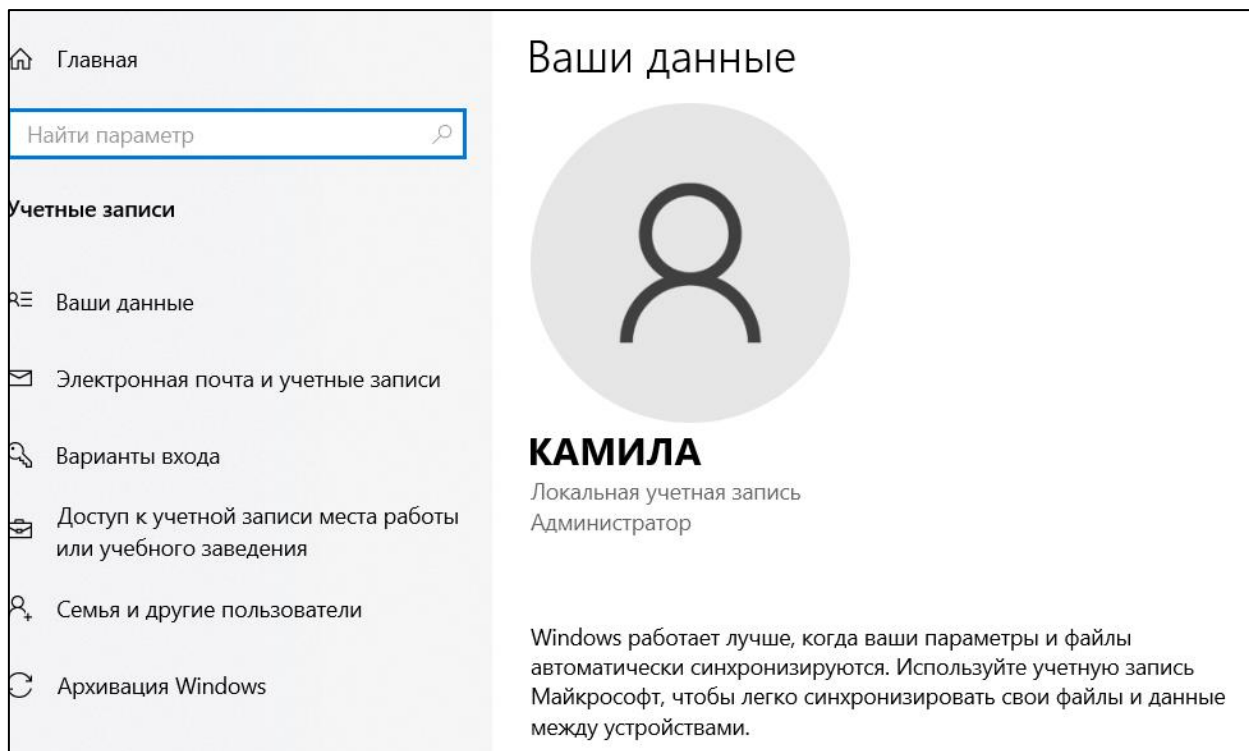 Главная
Найти параметр
Учетные записи
Ваши данные
Электронная почта и учетные записи
Варианты входа
Доступ к учетной записи места работы
или учебного заведения
Семья и другие пользователи
Архивация Windows
Ваши данные
КАМИЛА
Локальная учетная запись
Администратор
Windows работает лучше, когда ваши параметры и файлы
автоматически синхронизируются. Используйте учетную запись
Майкрософт, чтобы легко синхронизировать свои файлы и данные
между устройствами.